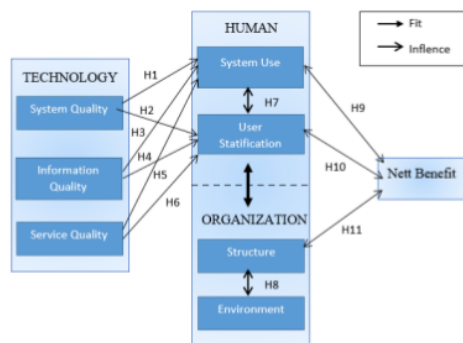 HUMAN
Fit
Inflence
TECHNOLOGY
System Quality
Information
Quality
Service Quality
H1
H2
H3
H4
H5
H6
System Use
H7
User
Statification
ORGANIZATION
Structure
H8
Environment
H9
H10
H11
Nett Benefit